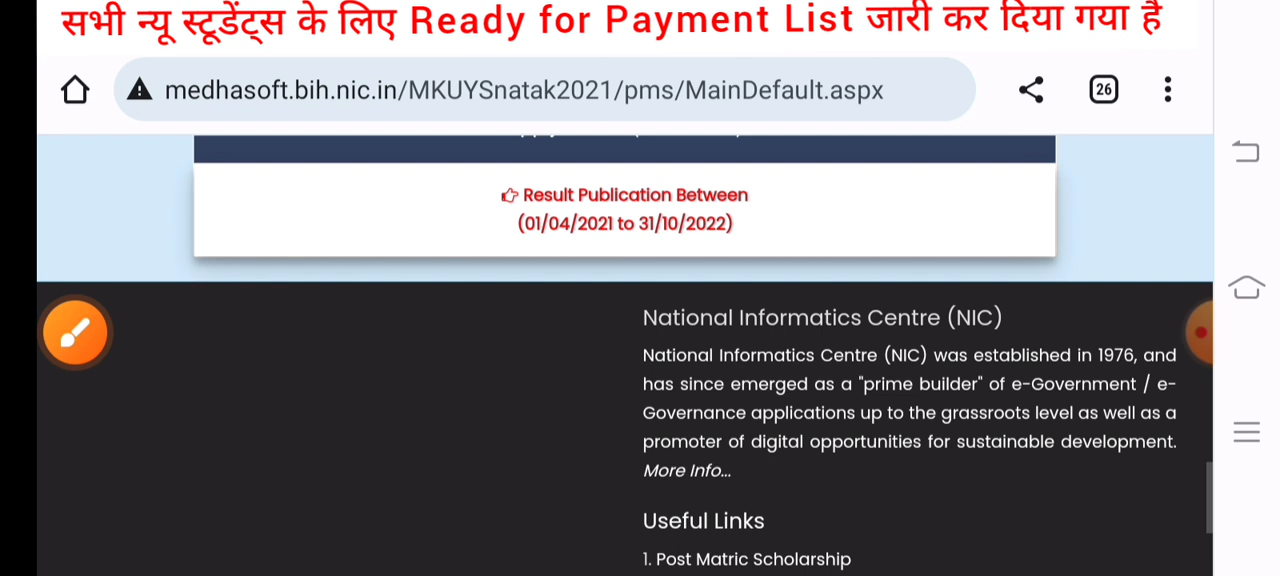 सभी न्यू स्टूडेंट्स के लिए Ready for Payment List जारी कर दिया गया है
medhasoft.bih.nic.in/MKUYSnatak2021/pms/MainDefault.aspx
26
Result Publication Between
(01/04/2021 to 31/10/2022)
National Informatics Centre (NIC)
National Informatics Centre (NIC) was established in 1976, and
has since emerged as a "prime builder" of e-Government / e-
Governance applications up to the grassroots level as well as a
promoter of digital opportunities for sustainable development.
More Info...
Useful Links
1. Post Matric Scholarship